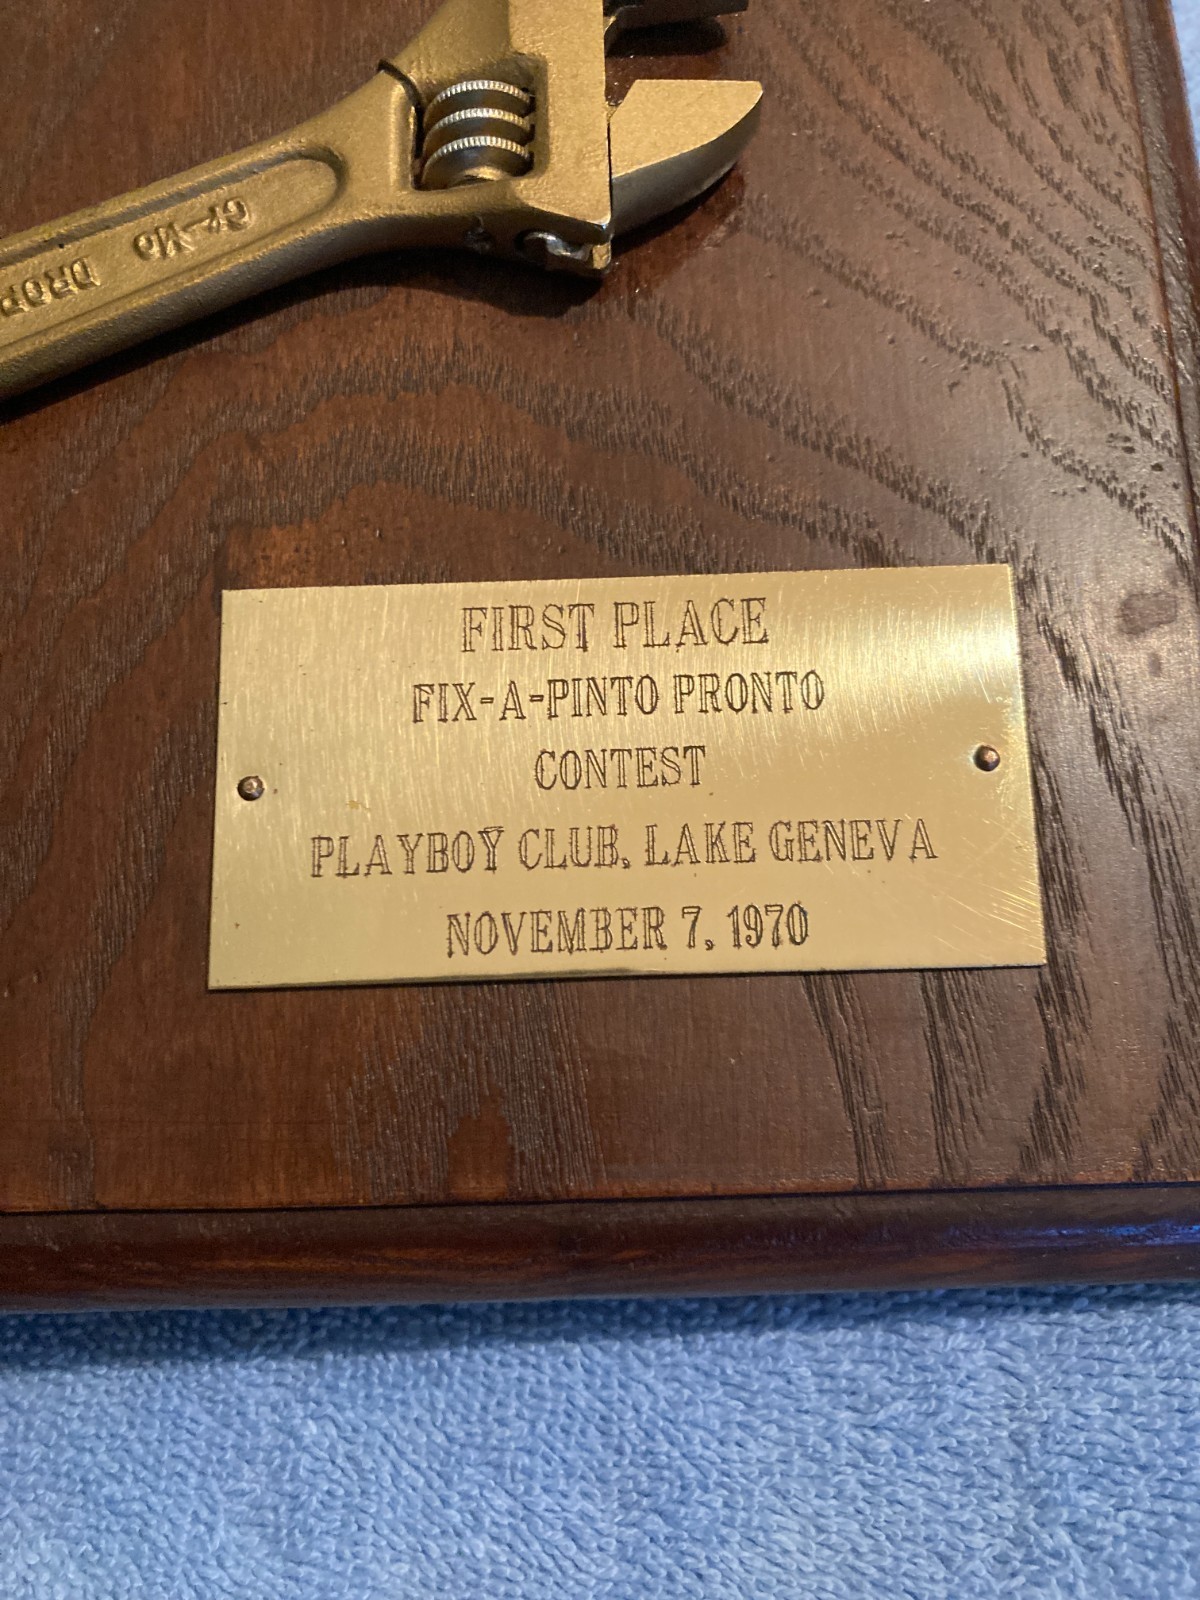 Cr-Mo
DROP
FIRST PLACE
FIX-A-PINTO PRONTO
CONTEST
PLAYBOY CLUB, LAKE GENEVA
NOVEMBER 7, 1970